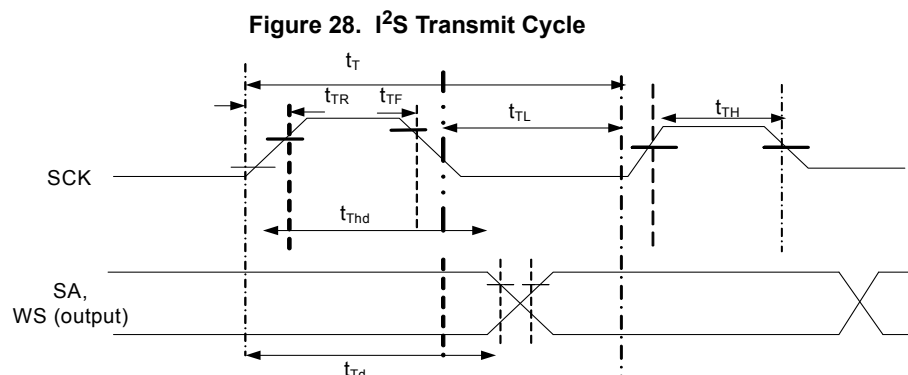 Figure 28. I²S Transmit Cycle
tT
tTR
tTF
tTL
tTH
SCK
tThd
SA,
WS (output)
tTd